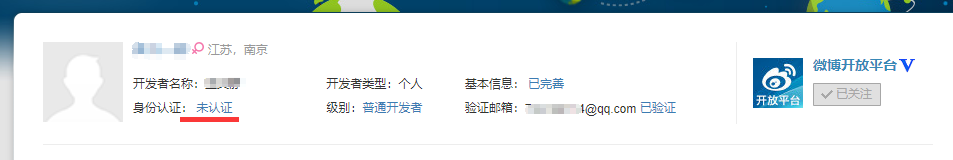 江苏，南京
开发者名称：
开发者类型：个人
基本信息：已完善
身份认证：未认证
级别：普通开发者
验证邮箱：4@qq.com 已验证
微博开放平台
开放平台
已关注